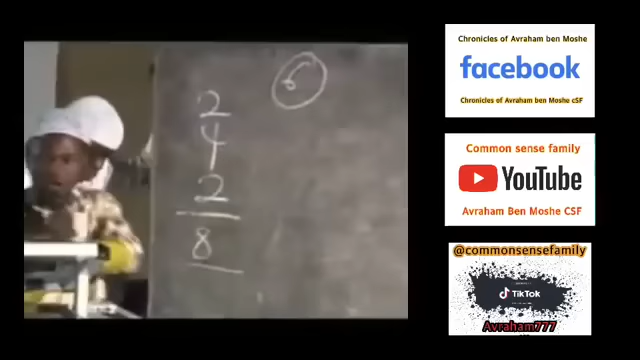 6
2
4
2
8
Chronicles of Avraham ben Moshe
facebook
Chronicles of Avraham ben Moshe cSF
Common sense family
YouTube
Avraham Ben Moshe CSF
@commonsensefamily
TikTok
Avraham777